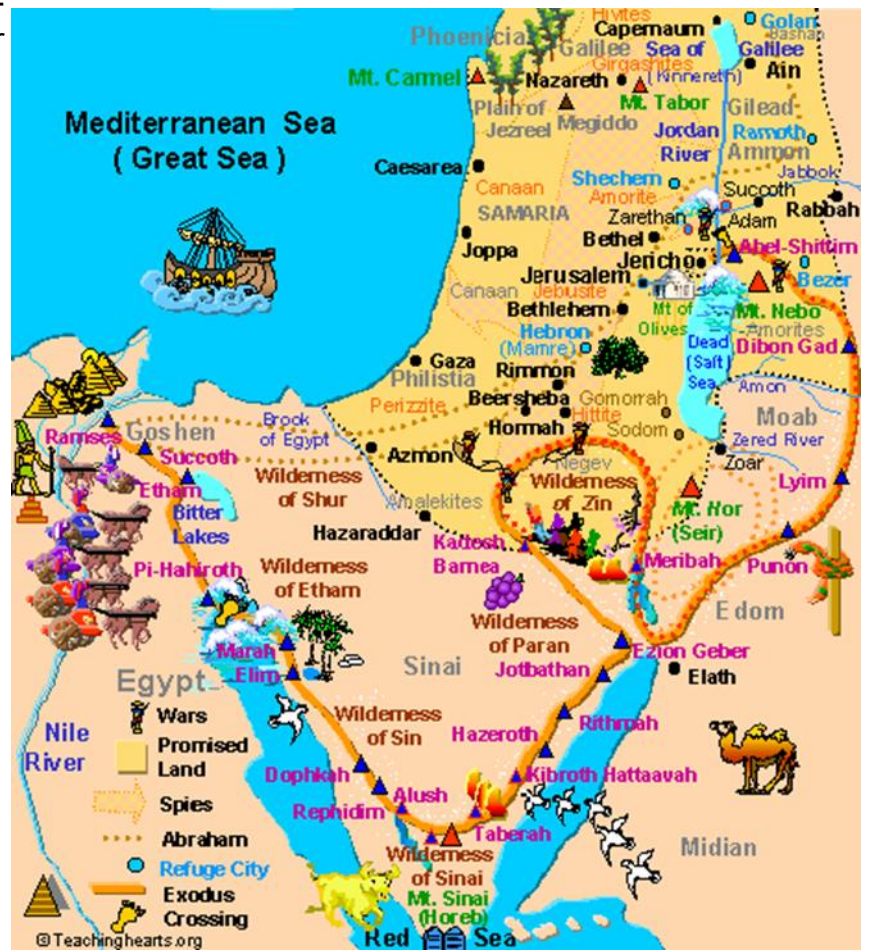 Hivites
Capernaum
Golan
Bashan
Phoenicia
Galilee
Sea of Galilee
Girgashites
(Kinnereth)
Ain
Mt. Carmel
Nazareth
Mt. Tabor
Gilead
Plain of
Jezreel
Megiddo
Mediterranean Sea
( Great Sea )
Jordan
River
Ramoth
Ammon
Caesarea
Jabbok
Shechem
Canaan
Amorite
Succoth
SAMARIA
Zarethan
Adam
Rabbah
Joppa
Bethel
Abel-Shittim
Jericho
Jerusalem
Bezer
Canaan
Jebusite
Mt of
Olives
Mt. Nebo
Bethlehem
Amorites
Hebron
(Mamre)
Dead
(Salt)
Sea
Dibon Gad
Gaza
Philistia
Rimmon
Arnon
Perizzite
Beersheba
Gomorrah
Moab
Hittite
Hormah
Sodom
Zered River
Ramses
Goshen
Brook
of Egypt
Azmon
Negev
Zoar
Succoth
Etham
Wilderness
of Shur
Wilderness
of Zin
Lyim
Bitter
Lakes
Amalekites
Mt. Hor
(Seir)
Hazaraddar
Kadesh
Barnea
Meribah
Punon
Pi-Hahiroth
Wilderness
of Etham
Edom
Wilderness
of Paran
Marah
Elim
Sinai
Jotbathan
Ezion Geber
Elath
Egypt
Nile
River
Wilderness
of Sin
Hazeroth
Rithmah
Dophkah
Kibroth Hattaavah
Alush
Rephidim
Taberah
Midian
Wilderness
of Sinai
Mt. Sinai
(Horeb)
Red Sea
Wars
Promised
Land
Spies
Abraham
Refuge City
Exodus
Crossing
©Teachinghearts.org